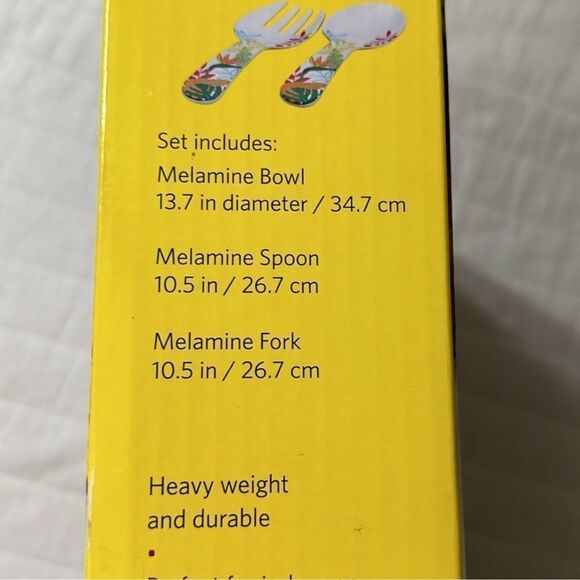 Set includes:
Melamine Bowl
13.7 in diameter / 34.7 cm
Melamine Spoon
10.5 in / 26.7 cm
Melamine Fork
10.5 in / 26.7 cm
Heavy weight
and durable